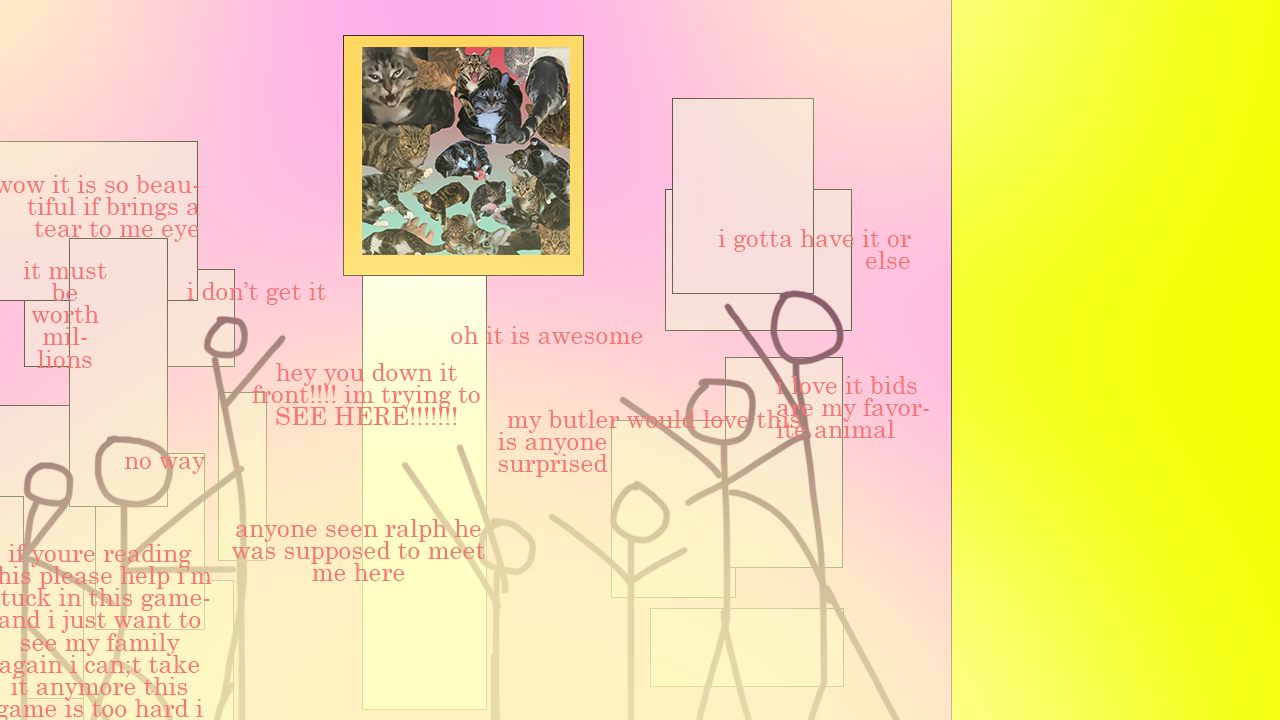 wow it is so beau-
tiful if brings a
tear to me eye
it must
be
worth
mil-
lions
i don't get it
i gotta have it or
else
oh it is awesome
hey you down it
front!!!! im trying to
SEE HERE!!!!!!!
i love it bids
are my favor-
ite animal
my butler would love this
is anyone
surprised
no way
anyone seen ralph he
was supposed to meet
me here
if youre reading
this please help i'm
stuck in this game-
and i just want to
see my family
again i can;t take
it anymore this
game is too hard i